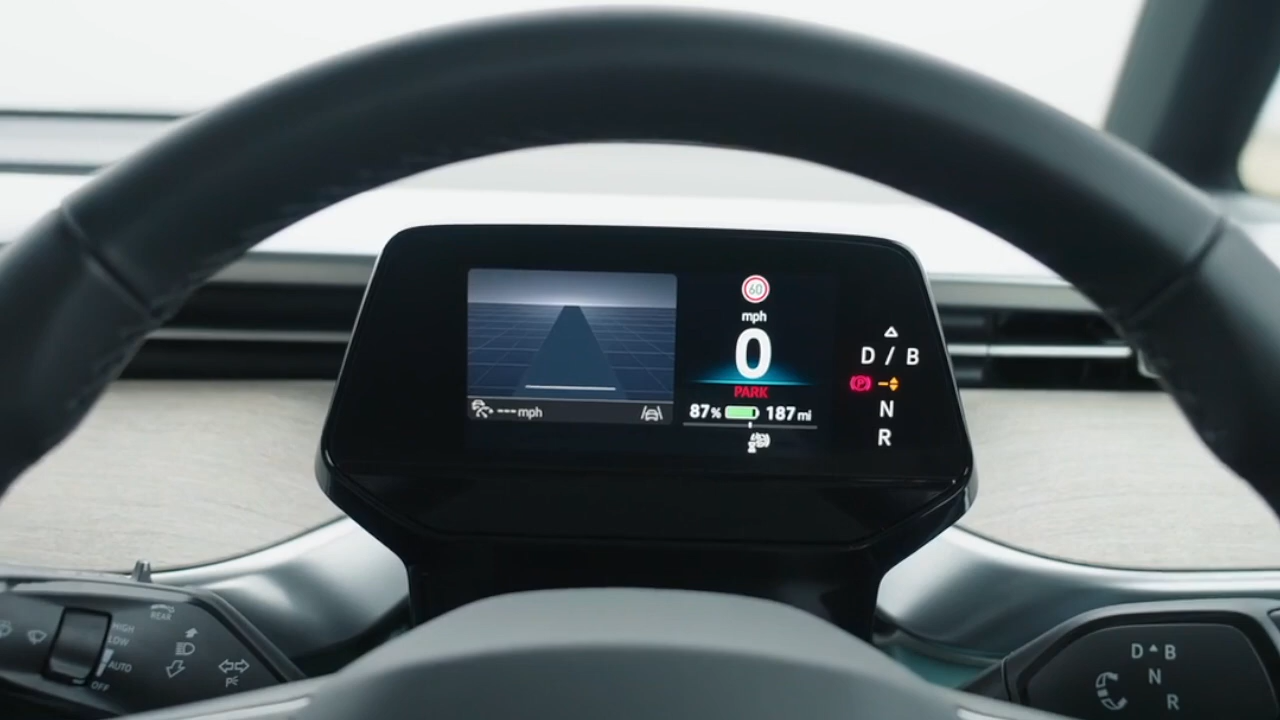 60
mph
0
PARK
87% 187 mi
--- mph
D / B
P
N
R
REAR
HIGH
LOW
AUTO
OFF
P
D B
N
R